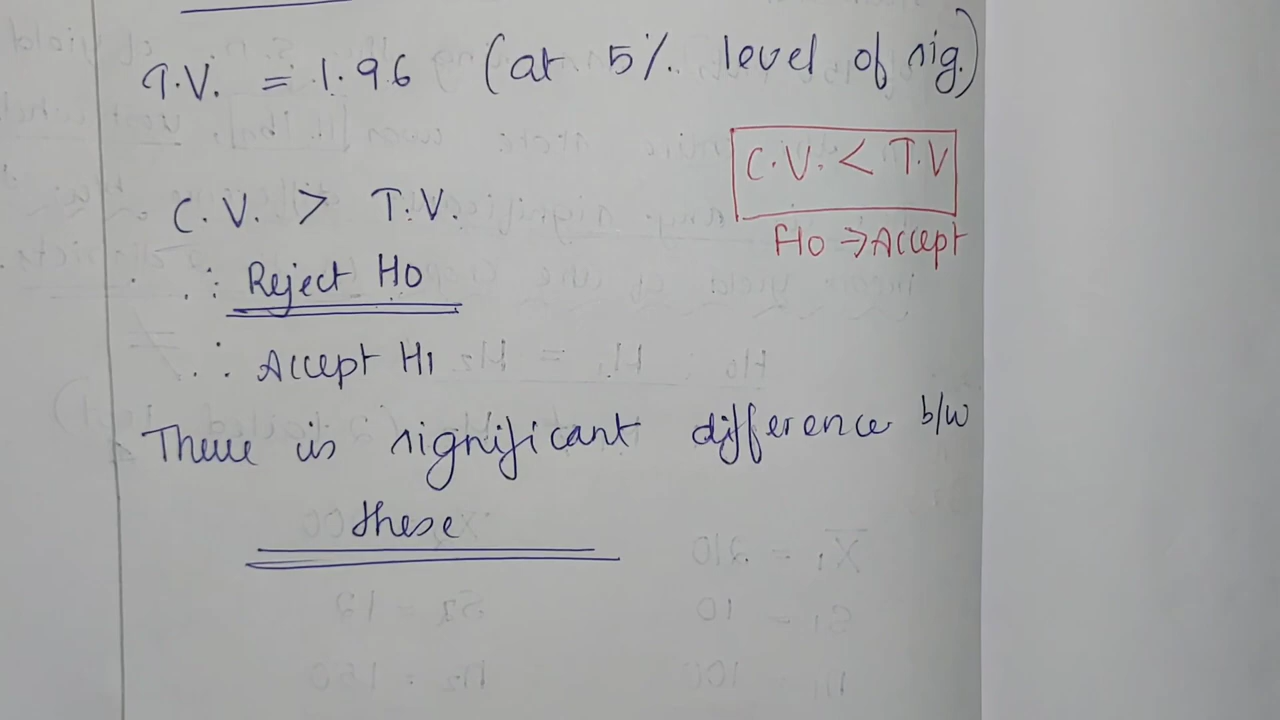 T.V. = 1.96 (at 5% level of sig.)
C.V. < T.V
C.V. > T.V.
H0 ⇒ Accept
∴ Reject H0
∴ Accept H1
There is significant difference b/w
these